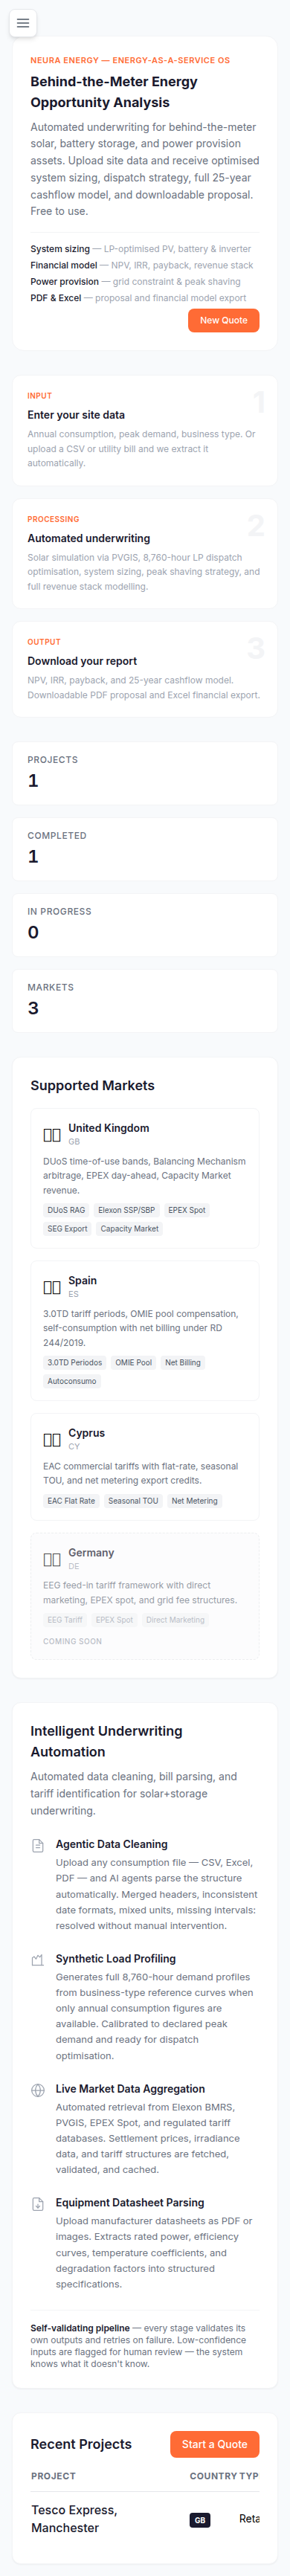 NEURA ENERGY — ENERGY-AS-A-SERVICE OS
Behind-the-Meter Energy
Opportunity Analysis
Automated underwriting for behind-the-meter
solar, battery storage, and power provision
assets. Upload site data and receive optimised
system sizing, dispatch strategy, full 25-year
cashflow model, and downloadable proposal.
Free to use.
System sizing — LP-optimised PV, battery & inverter
Financial model — NPV, IRR, payback, revenue stack
Power provision — grid constraint & peak shaving
PDF & Excel — proposal and financial model export
New Quote
INPUT
1
Enter your site data
Annual consumption, peak demand, business type. Or
upload a CSV or utility bill and we extract it
automatically.
PROCESSING
2
Automated underwriting
Solar simulation via PVGIS, 8,760-hour LP dispatch
optimisation, system sizing, peak shaving strategy, and
full revenue stack modelling.
OUTPUT
3
Download your report
NPV, IRR, payback, and 25-year cashflow model.
Downloadable PDF proposal and Excel financial export.
PROJECTS
1
COMPLETED
1
IN PROGRESS
0
MARKETS
3
Supported Markets
United Kingdom
GB
DUoS time-of-use bands, Balancing Mechanism
arbitrage, EPEX day-ahead, Capacity Market
revenue.
DUoS RAG Elexon SSP/SBP EPEX Spot
SEG Export Capacity Market
Spain
ES
3.0TD tariff periods, OMIE pool compensation,
self-consumption with net billing under RD
244/2019.
3.0TD Periodos OMIE Pool Net Billing
Autoconsumo
Cyprus
CY
EAC commercial tariffs with flat-rate, seasonal
TOU, and net metering export credits.
EAC Flat Rate Seasonal TOU Net Metering
Germany
DE
EEG feed-in tariff framework with direct
marketing, EPEX spot, and grid fee structures.
EEG Tariff EPEX Spot Direct Marketing
COMING SOON
Intelligent Underwriting
Automation
Automated data cleaning, bill parsing, and
tariff identification for solar+storage
underwriting.
Agentic Data Cleaning
Upload any consumption file — CSV, Excel,
PDF — and AI agents parse the structure
automatically. Merged headers, inconsistent
date formats, mixed units, missing intervals:
resolved without manual intervention.
Synthetic Load Profiling
Generates full 8,760-hour demand profiles
from business-type reference curves when
only annual consumption figures are
available. Calibrated to declared peak
demand and ready for dispatch
optimisation.
Live Market Data Aggregation
Automated retrieval from Elexon BMRS,
PVGIS, EPEX Spot, and regulated tariff
databases. Settlement prices, irradiance
data, and tariff structures are fetched,
validated, and cached.
Equipment Datasheet Parsing
Upload manufacturer datasheets as PDF or
images. Extracts rated power, efficiency
curves, temperature coefficients, and
degradation factors into structured
specifications.
Self-validating pipeline — every stage validates its
own outputs and retries on failure. Low-confidence
inputs are flagged for human review — the system
knows what it doesn't know.
Recent Projects
Start a Quote
PROJECT COUNTRY TYP
Tesco Express,
Manchester
GB
Reta